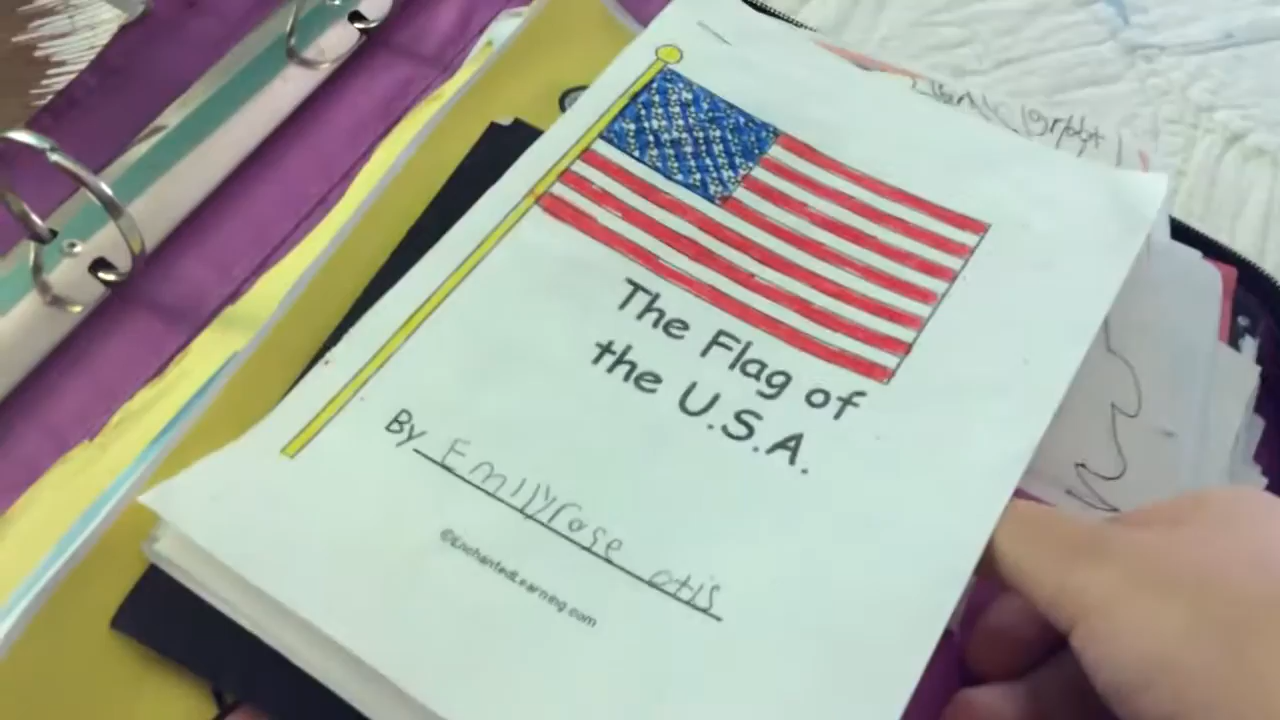 The Flag of
the U.S.A.
By Emilyrose otis
©EnchantedLearning.com